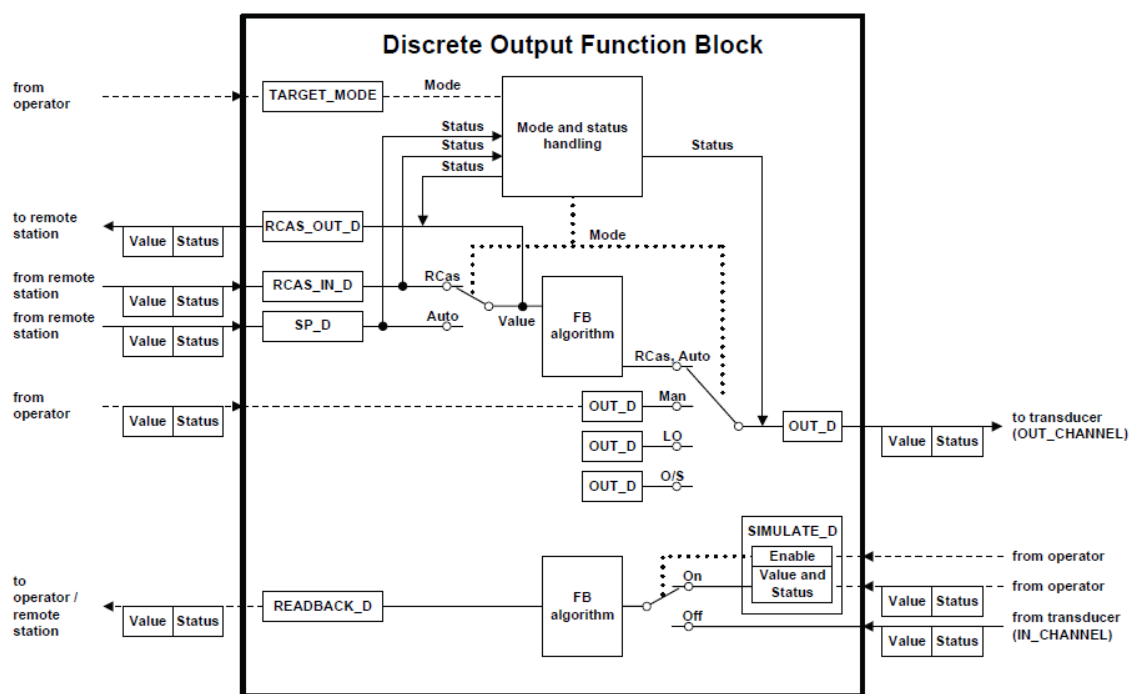 Discrete Output Function Block
from
operator
TARGET_MODE
Mode
Status
Status
Status
Mode and status
handling
Status
to remote
station
Value Status
RCAS_OUT_D
Mode
from remote
station
Value Status
RCAS_IN_D
RCas
from remote
station
Value Status
SP_D
Auto
Value
FB
algorithm
RCas, Auto
from
operator
Value Status
OUT_D
Man
OUT_D
LO
OUT_D
O/S
OUT_D
Value Status
to transducer
(OUT_CHANNEL)
SIMULATE_D
Enable
from operator
Value and
Status
from operator
Value Status
On
Off
from transducer
(IN_CHANNEL)
Value Status
FB
algorithm
READBACK_D
to
operator /
remote
station
Value Status